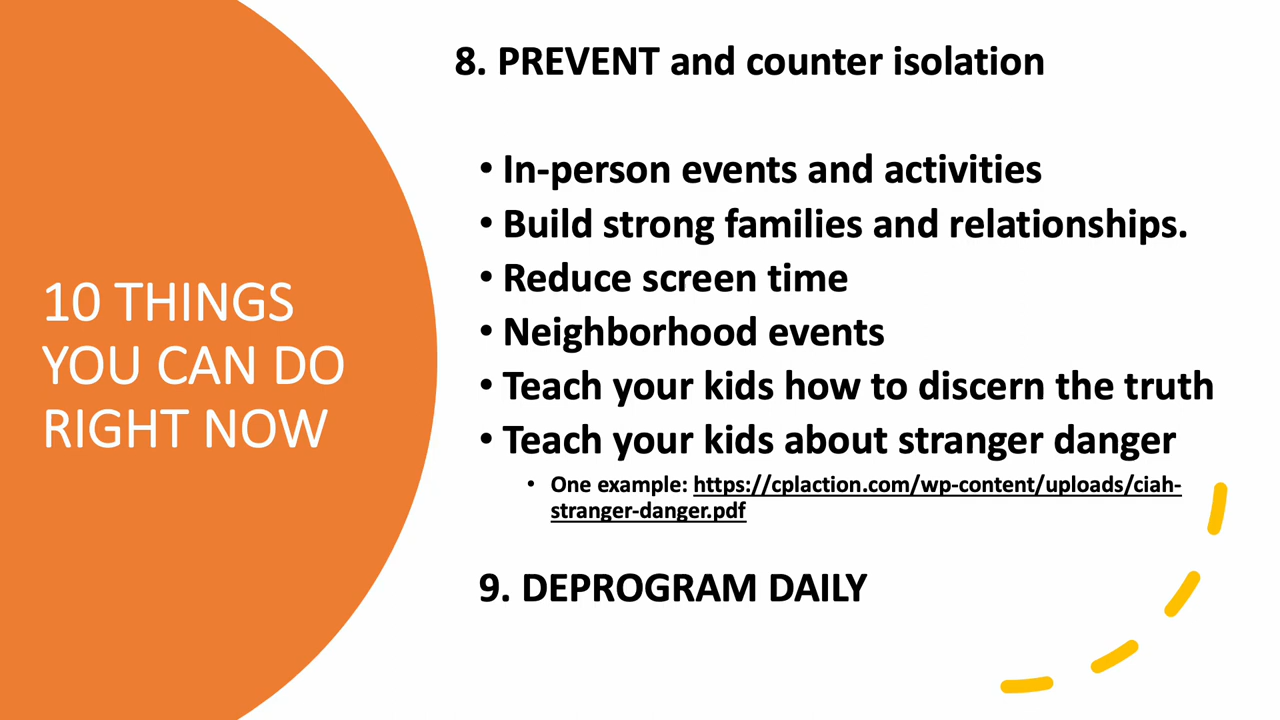 10 THINGS
YOU CAN DO
RIGHT NOW
8. PREVENT and counter isolation
• In-person events and activities
• Build strong families and relationships.
• Reduce screen time
• Neighborhood events
• Teach your kids how to discern the truth
• Teach your kids about stranger danger
• One example: https://cplaction.com/wp-content/uploads/ciah-
stranger-danger.pdf
9. DEPROGRAM DAILY